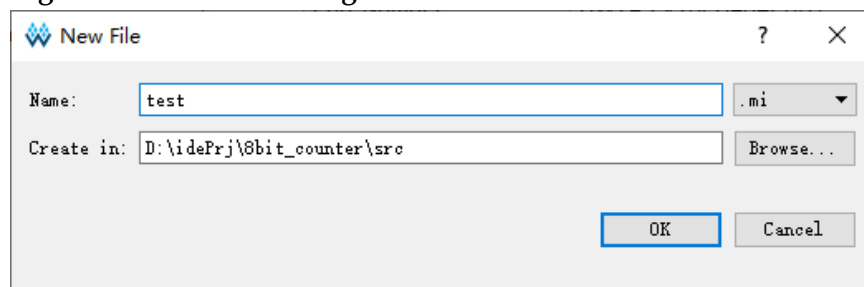 New File ?
Name: test .mi
Create in: D:\idePrj\8bit_counter\src Browse...
OK Cancel